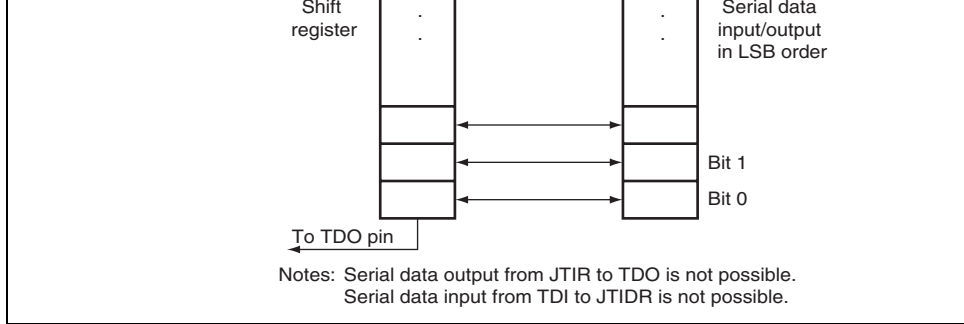 Shift
register
Serial data
input/output
in LSB order
Bit 1
Bit 0
To TDO pin
Notes: Serial data output from JTIR to TDO is not possible.
Serial data input from TDI to JTIDR is not possible.